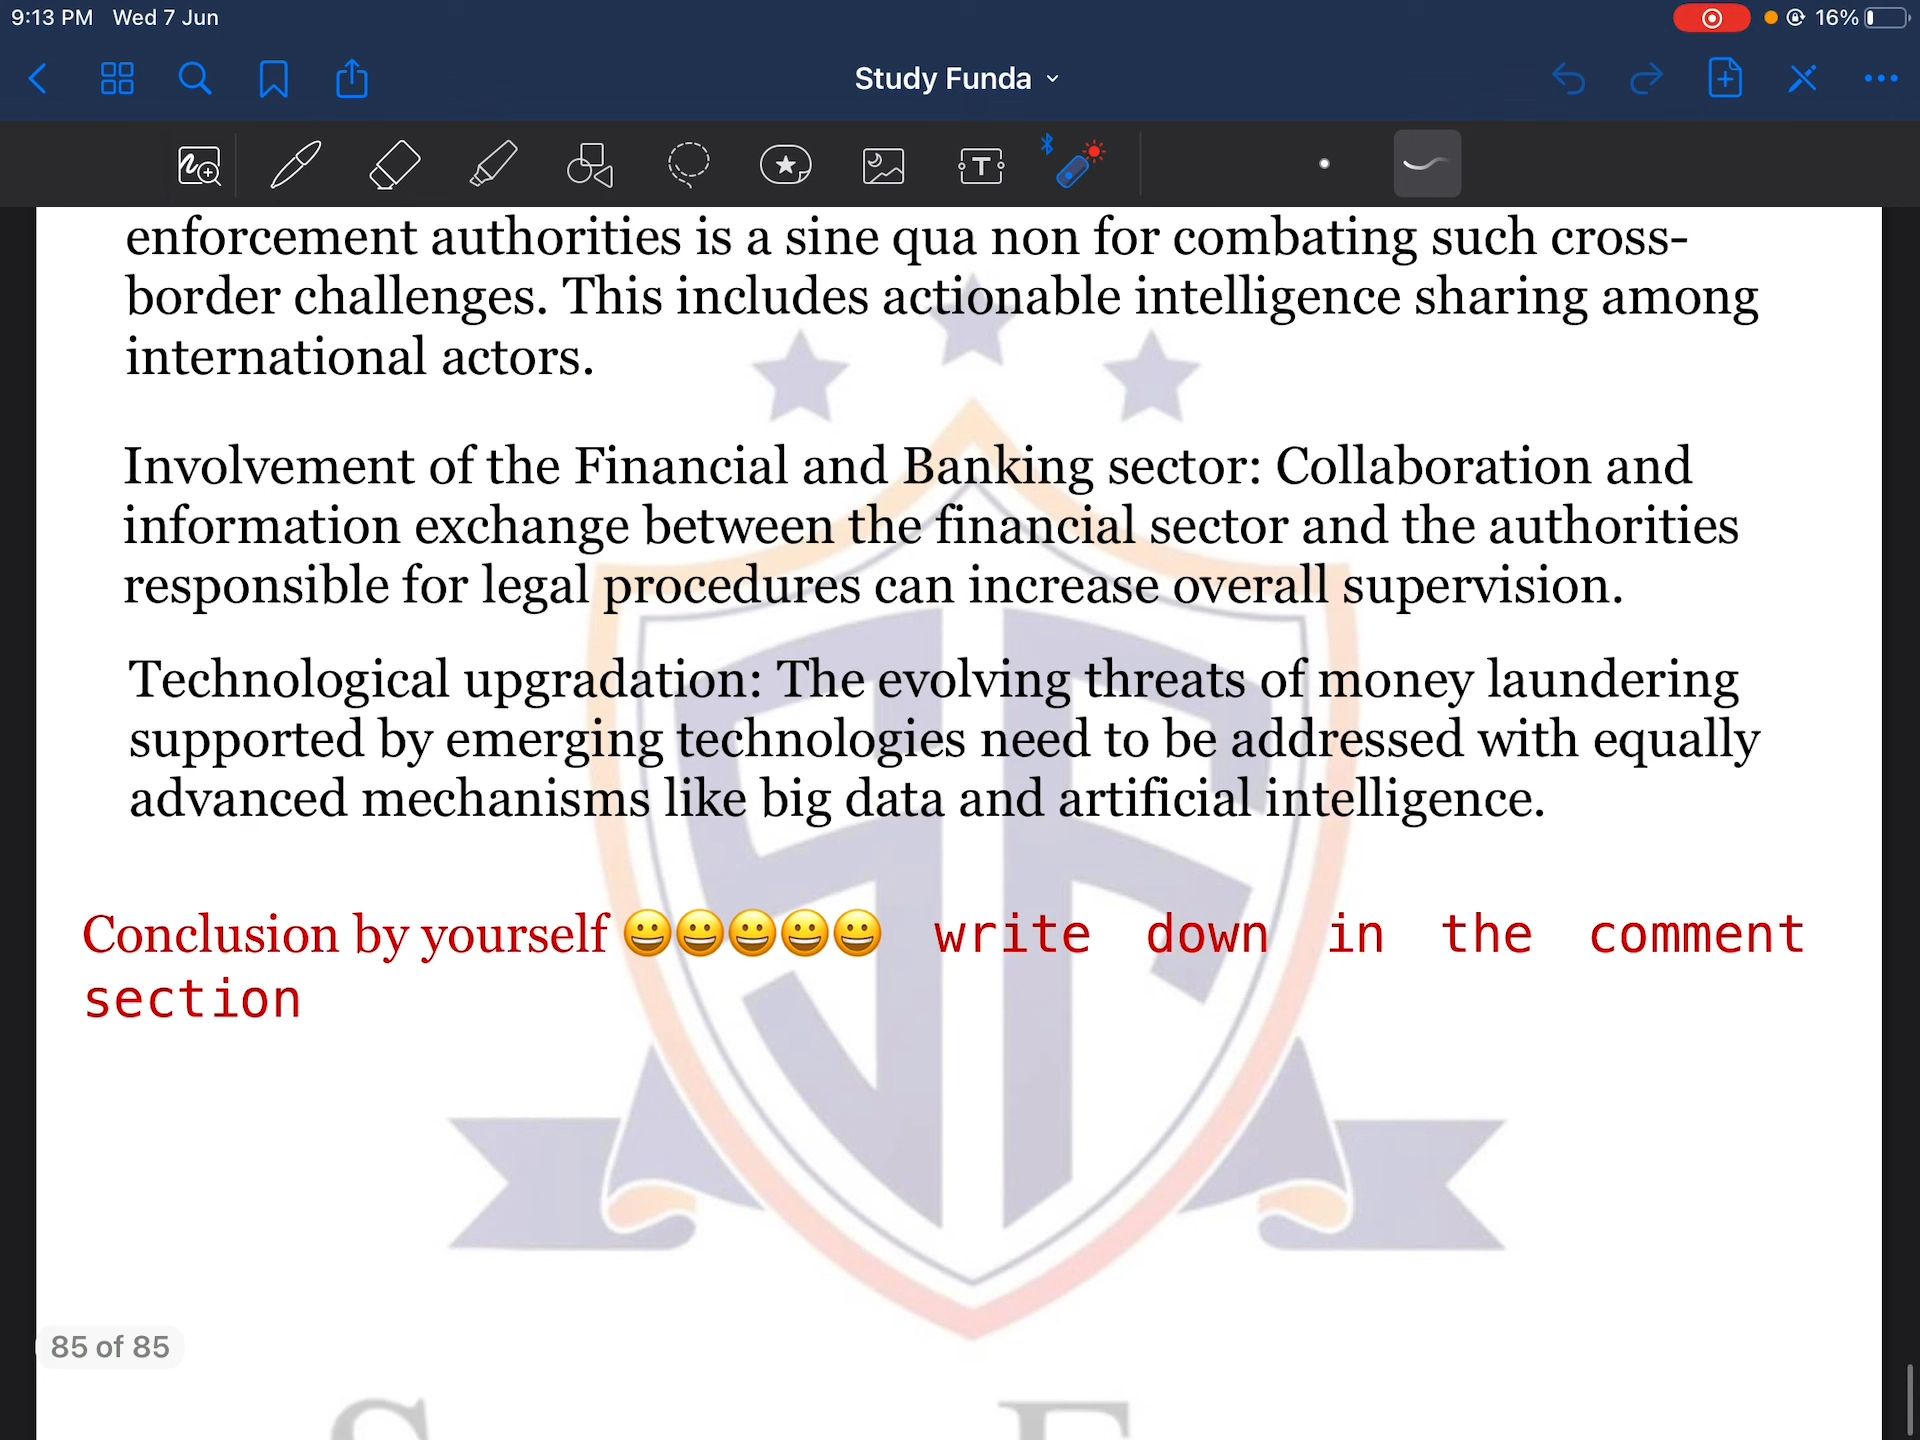 9:13 PM Wed 7 Jun
16%
Study Funda
T
enforcement authorities is a sine qua non for combating such cross-
border challenges. This includes actionable intelligence sharing among
international actors.
Involvement of the Financial and Banking sector: Collaboration and
information exchange between the financial sector and the authorities
responsible for legal procedures can increase overall supervision.
Technological upgradation: The evolving threats of money laundering
supported by emerging technologies need to be addressed with equally
advanced mechanisms like big data and artificial intelligence.
Conclusion by yourself 😀😀😀😀😀 write down in the comment
section
85 of 85
S F